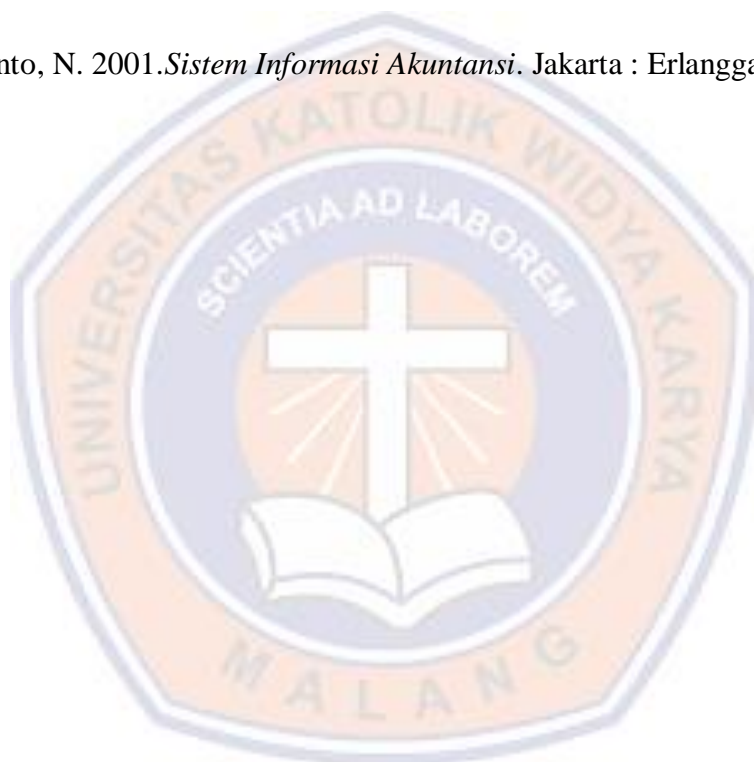 nto, N. 2001.Sistem Informasi Akuntansi. Jakarta : Erlangga
UNIVERSITAS KATOLIK WIDYA KARYA
SCIENTIA AD LABOREM
MALANG